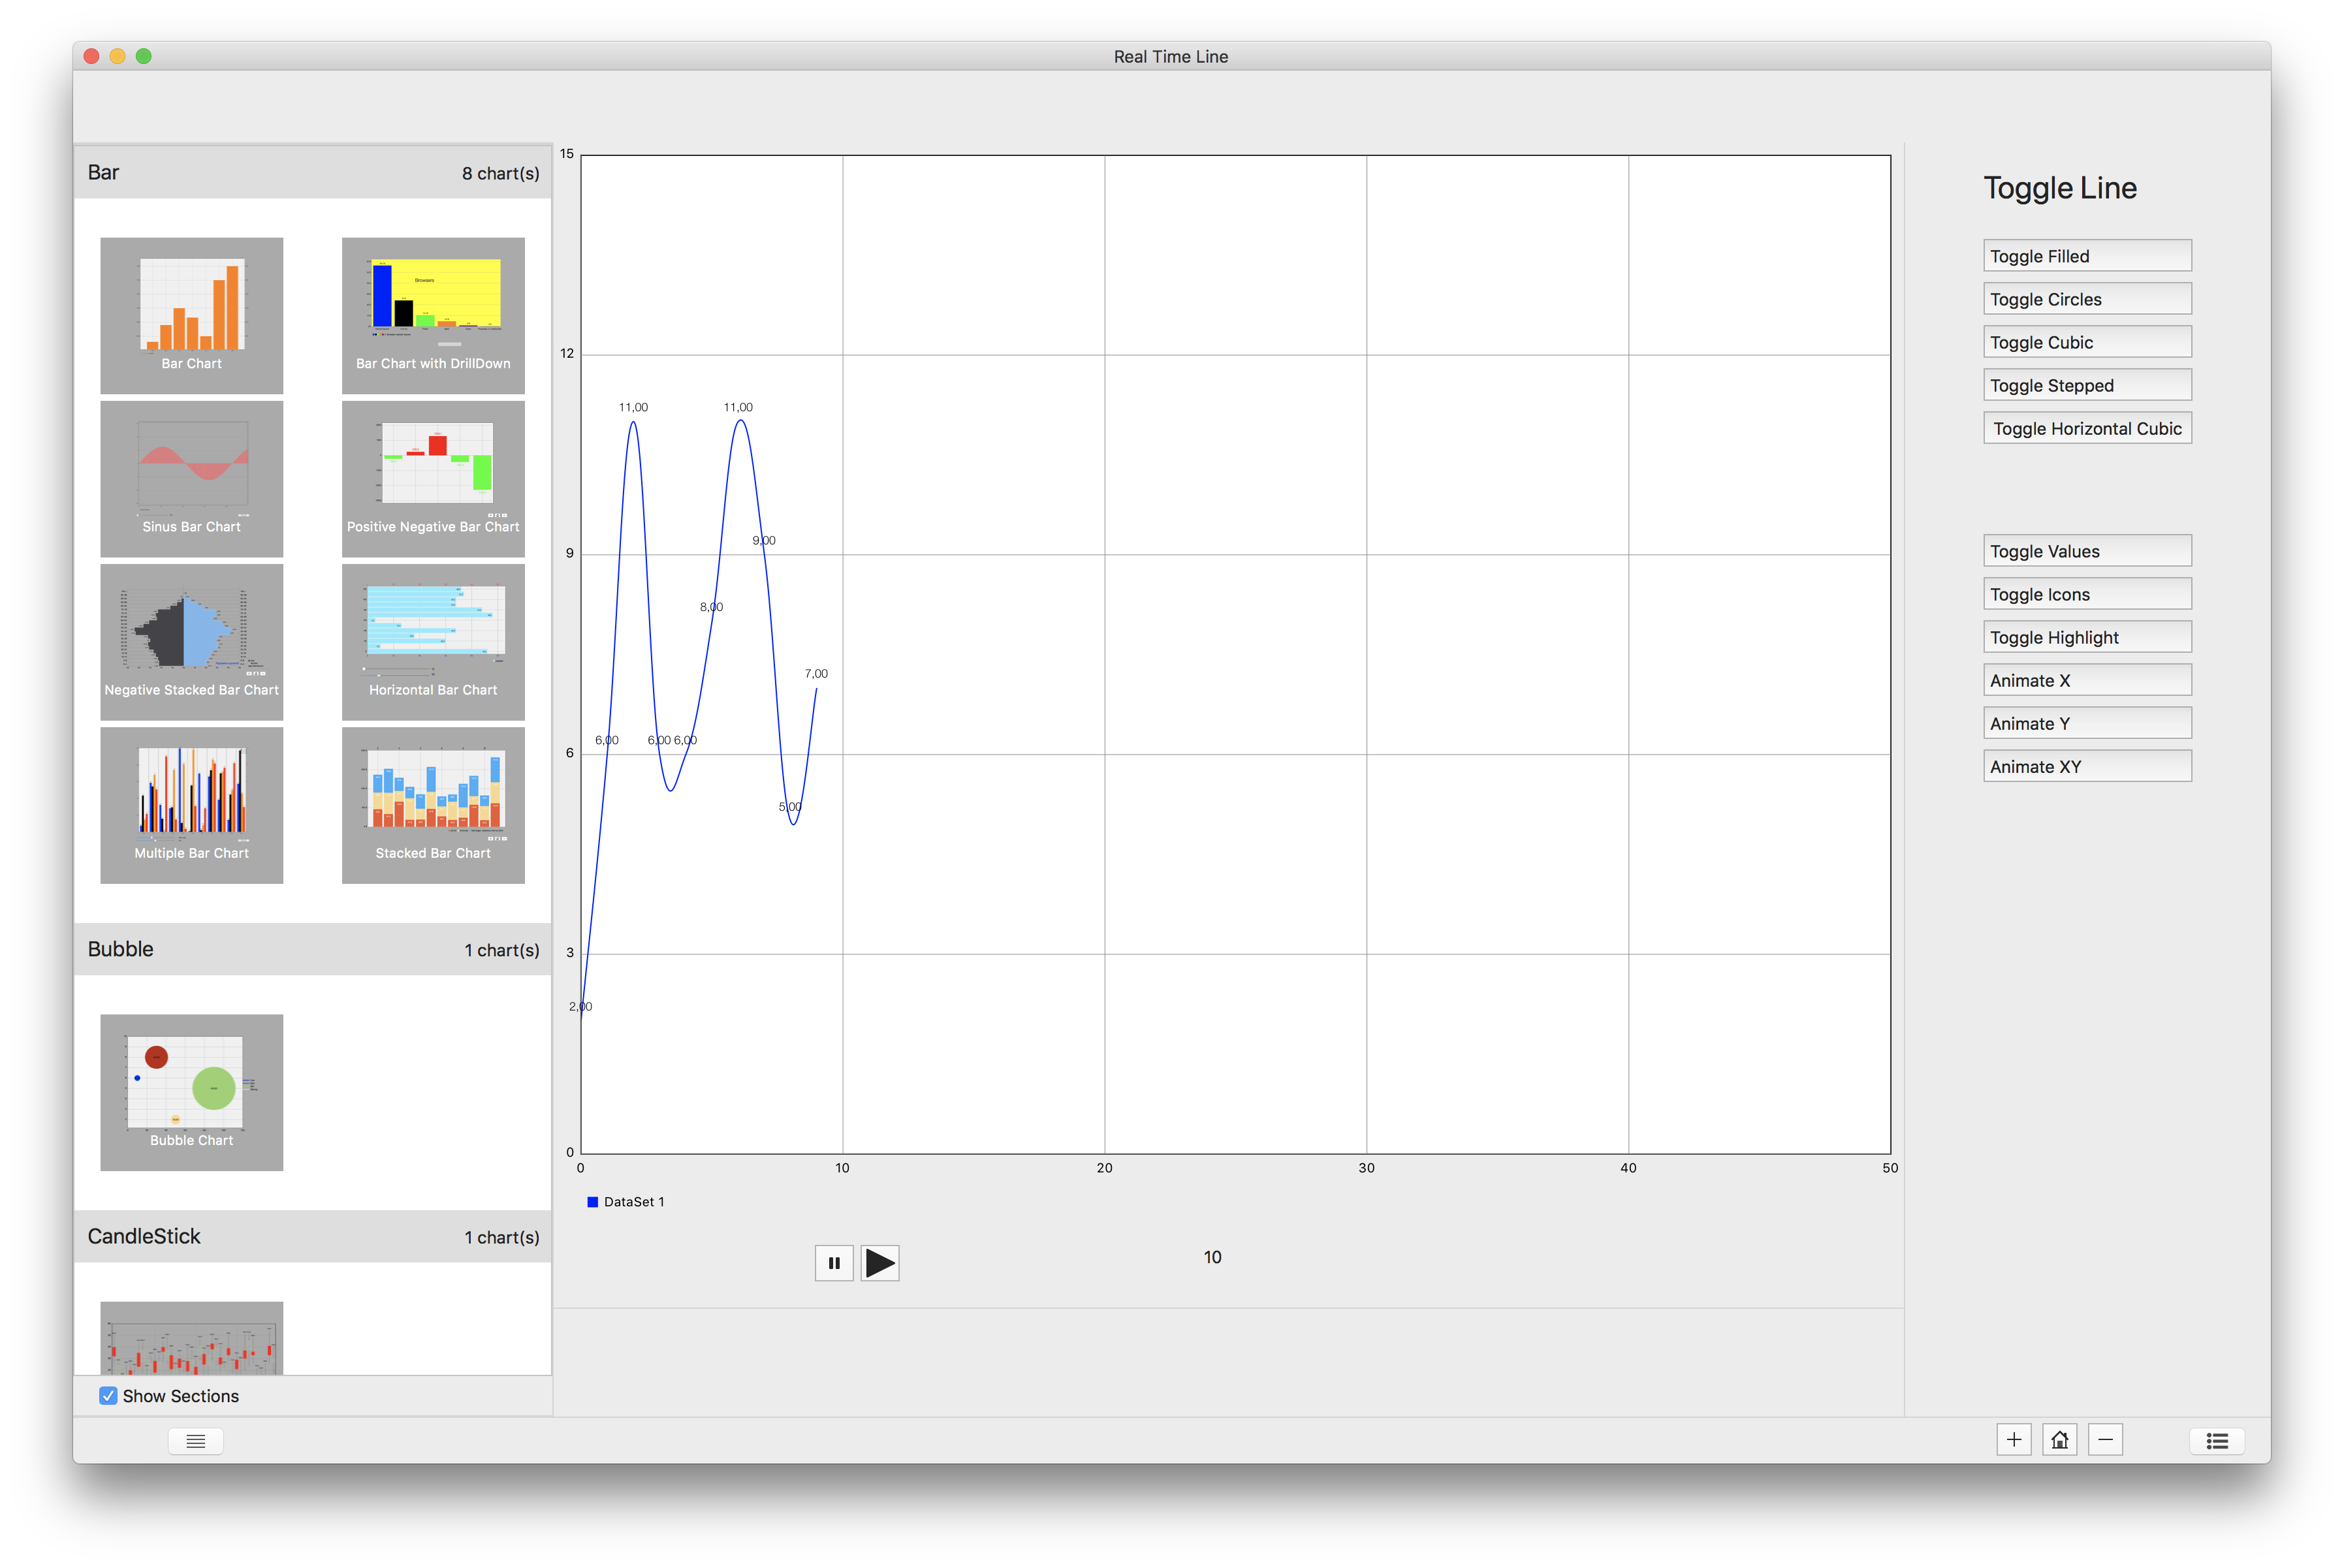 Real Time Line
Bar 8 chart(s)
Bar Chart
Browsers
Bar Chart with DrillDown
Sinus Bar Chart
Positive Negative Bar Chart
Negative Stacked Bar Chart
Horizontal Bar Chart
Multiple Bar Chart
Stacked Bar Chart
Bubble 1 chart(s)
Bubble Chart
CandleStick 1 chart(s)
Show Sections
15
12
9
6
3
0
11,00 11,00
9,00
8,00
7,00
6,00 6,00 6,00
5,00
2,00
0 10 20 30 40 50
DataSet 1
10
Toggle Line
Toggle Filled
Toggle Circles
Toggle Cubic
Toggle Stepped
Toggle Horizontal Cubic
Toggle Values
Toggle Icons
Toggle Highlight
Animate X
Animate Y
Animate XY